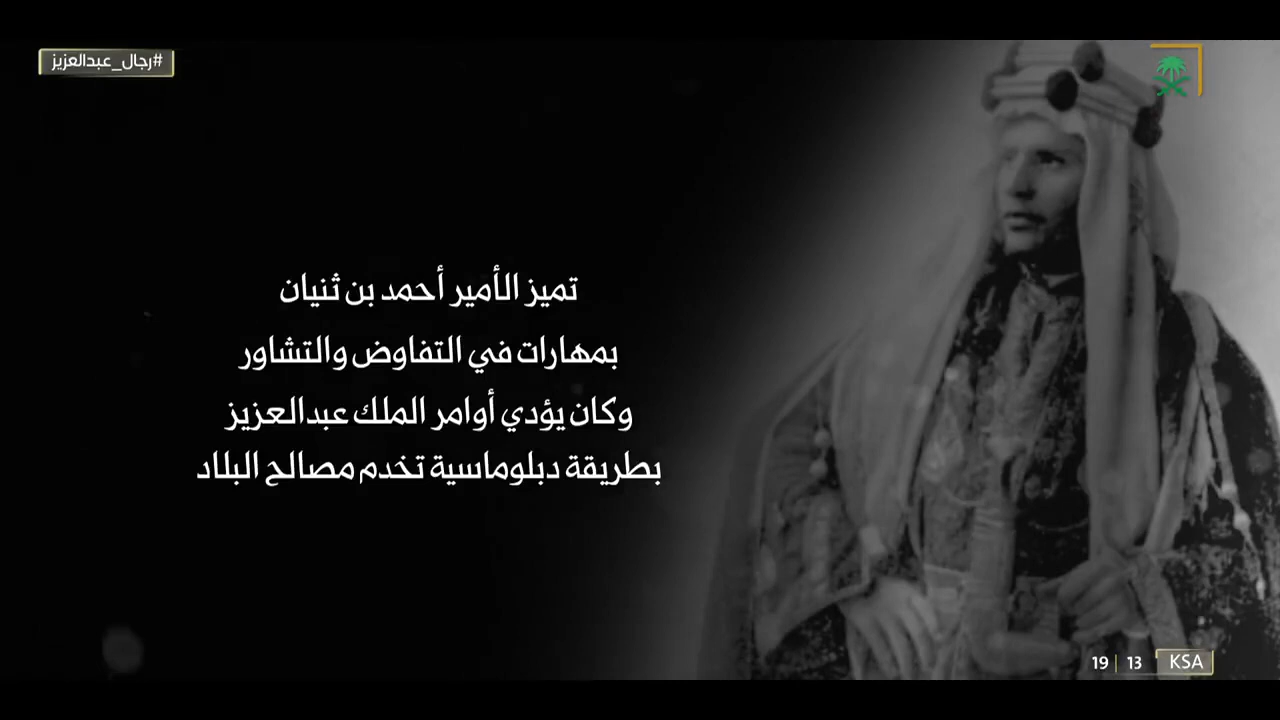 #رجال_عبدالعزيز
تميز الأمير أحمد بن ثنيان
بمهارات في التفاوض والتشاور
وكان يؤدي أوامر الملك عبدالعزيز
بطريقة دبلوماسية تخدم مصالح البلاد
19 | 13 KSA